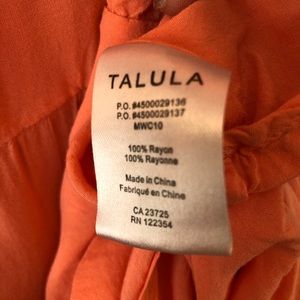 TALULA
P.O. #4500029136
P.O. #4500029137
MWC10
100% Rayon
100% Rayonne
Made in China
Fabriqué en Chine
CA 23725
RN 122354